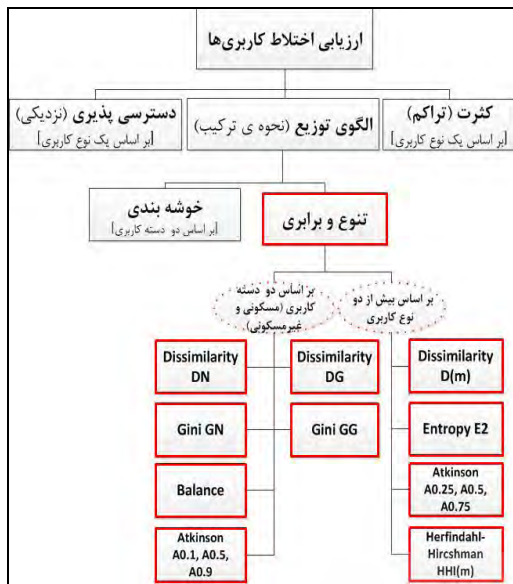 ارزیابی اختلاط کاربری‌ها
کثرت (تراکم)
[بر اساس یک نوع کاربری]
الگوی توزیع (نحوه ی ترکیب)
دسترسی پذیری (نزدیکی)
[بر اساس یک نوع کاربری]
تنوع و برابری
خوشه بندی
[بر اساس دو دسته کاربری]
بر اساس بیش از دو
نوع کاربری
بر اساس دو دسته
کاربری (مسکونی و
غیرمسکونی)
Dissimilarity
DN
Dissimilarity
DG
Dissimilarity
D(m)
Gini GN
Gini GG
Entropy E2
Balance
Atkinson
A0.25, A0.5,
A0.75
Atkinson
A0.1, A0.5,
A0.9
Herfindahl-
Hircshman
HHI(m)